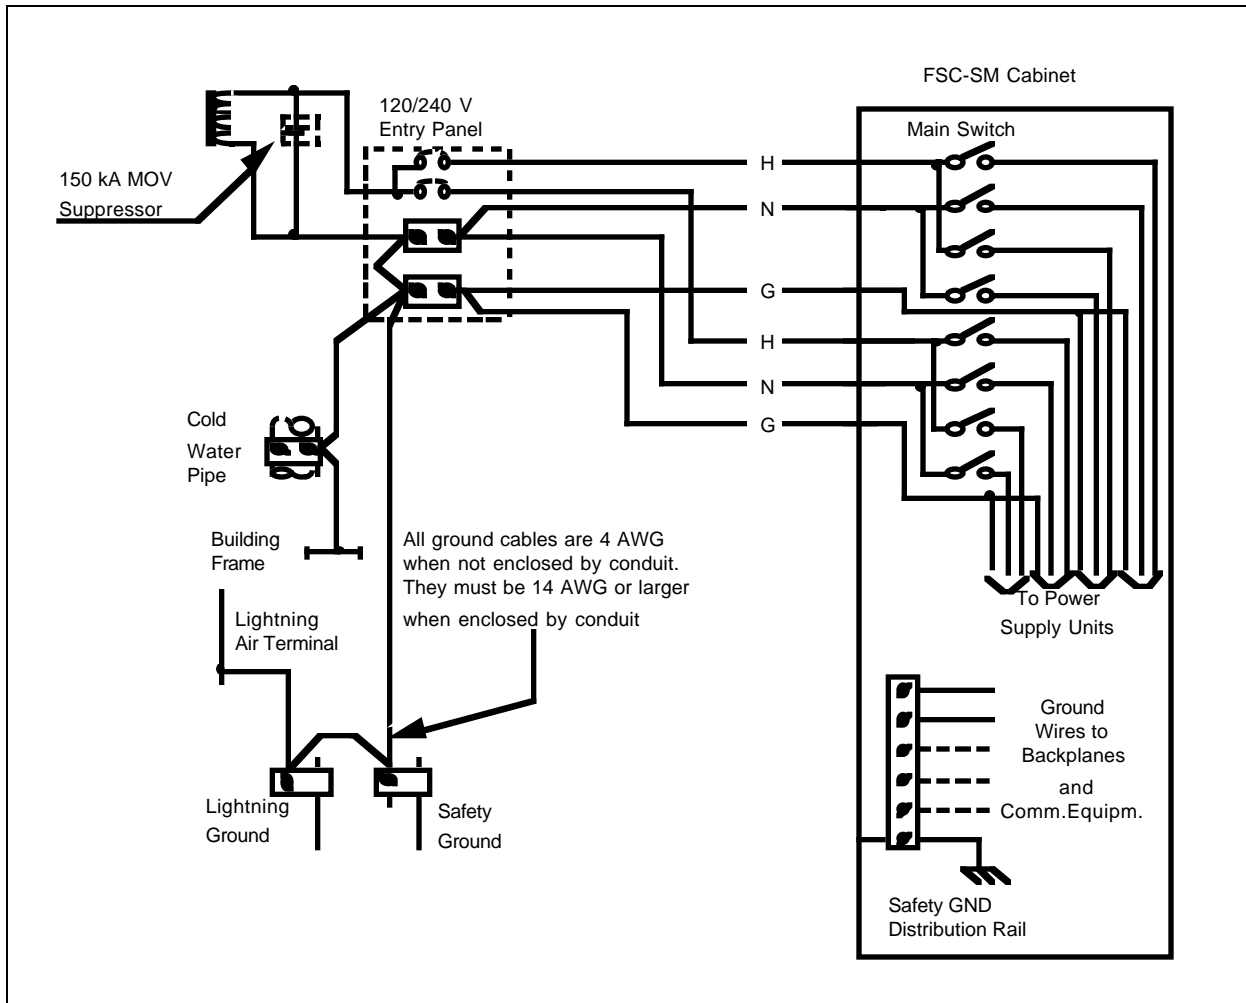 FSC-SM Cabinet
120/240 V
Entry Panel
Main Switch
150 kA MOV
Suppressor
H
N
G
H
N
G
Cold
Water
Pipe
Building
Frame
All ground cables are 4 AWG
when not enclosed by conduit.
They must be 14 AWG or larger
when enclosed by conduit
Lightning
Air Terminal
To Power
Supply Units
Ground
Wires to
Backplanes
and
Comm.Equipm.
Lightning
Ground
Safety
Ground
Safety GND
Distribution Rail